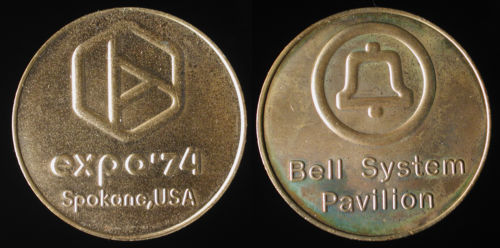 expo'74
Spokane,USA
Bell System
Pavilion